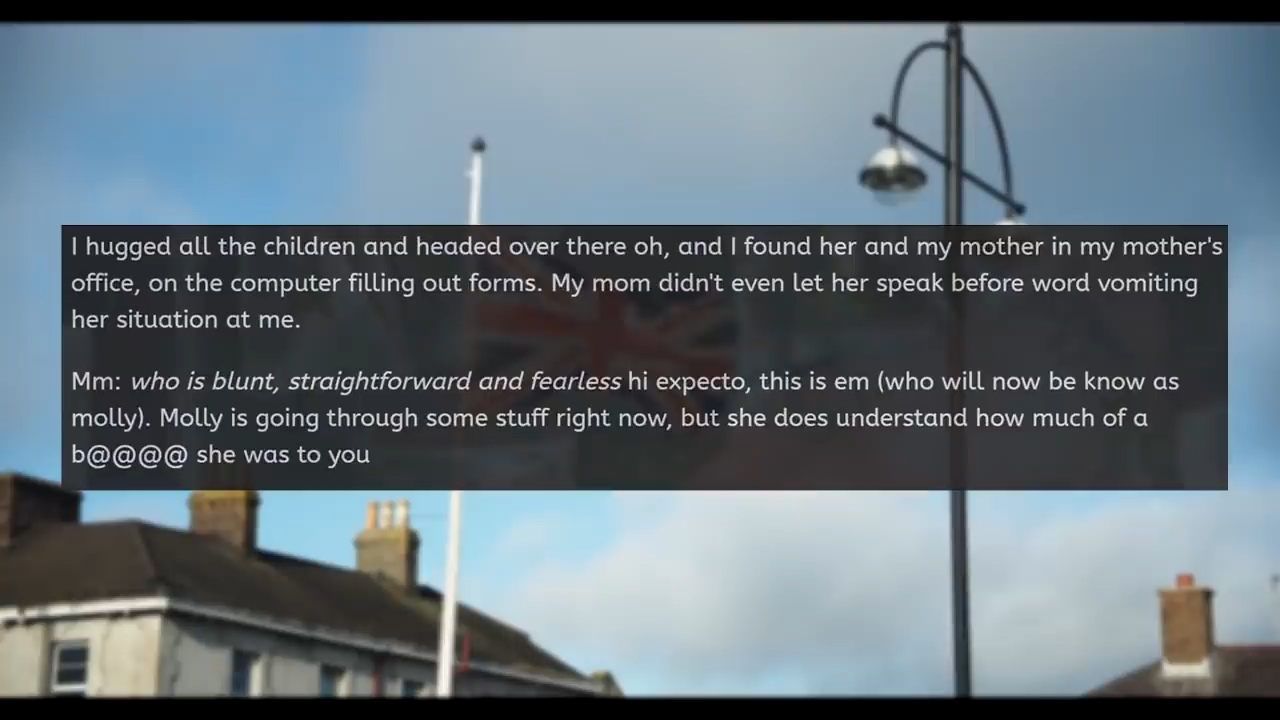 I hugged all the children and headed over there oh, and I found her and my mother in my mother's
office, on the computer filling out forms. My mom didn't even let her speak before word vomiting
her situation at me.
Mm: who is blunt, straightforward and fearless hi expecto, this is em (who will now be know as
molly). Molly is going through some stuff right now, but she does understand how much of a
b@@@@ she was to you